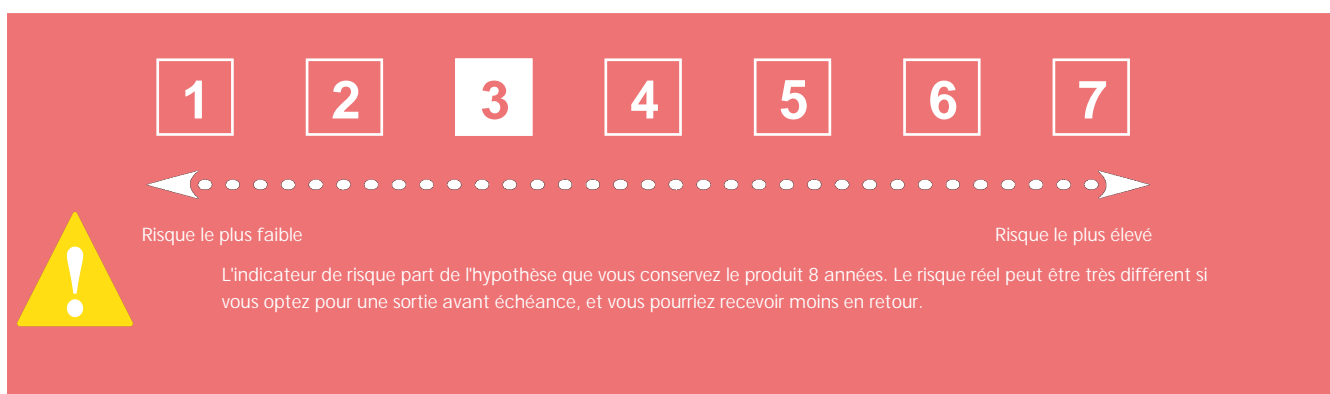 1 2 3 4 5 6 7
Risque le plus faible Risque le plus élevé
L'indicateur de risque part de l'hypothèse que vous conservez le produit 8 années. Le risque réel peut être très différent si
vous optez pour une sortie avant échéance, et vous pourriez recevoir moins en retour.